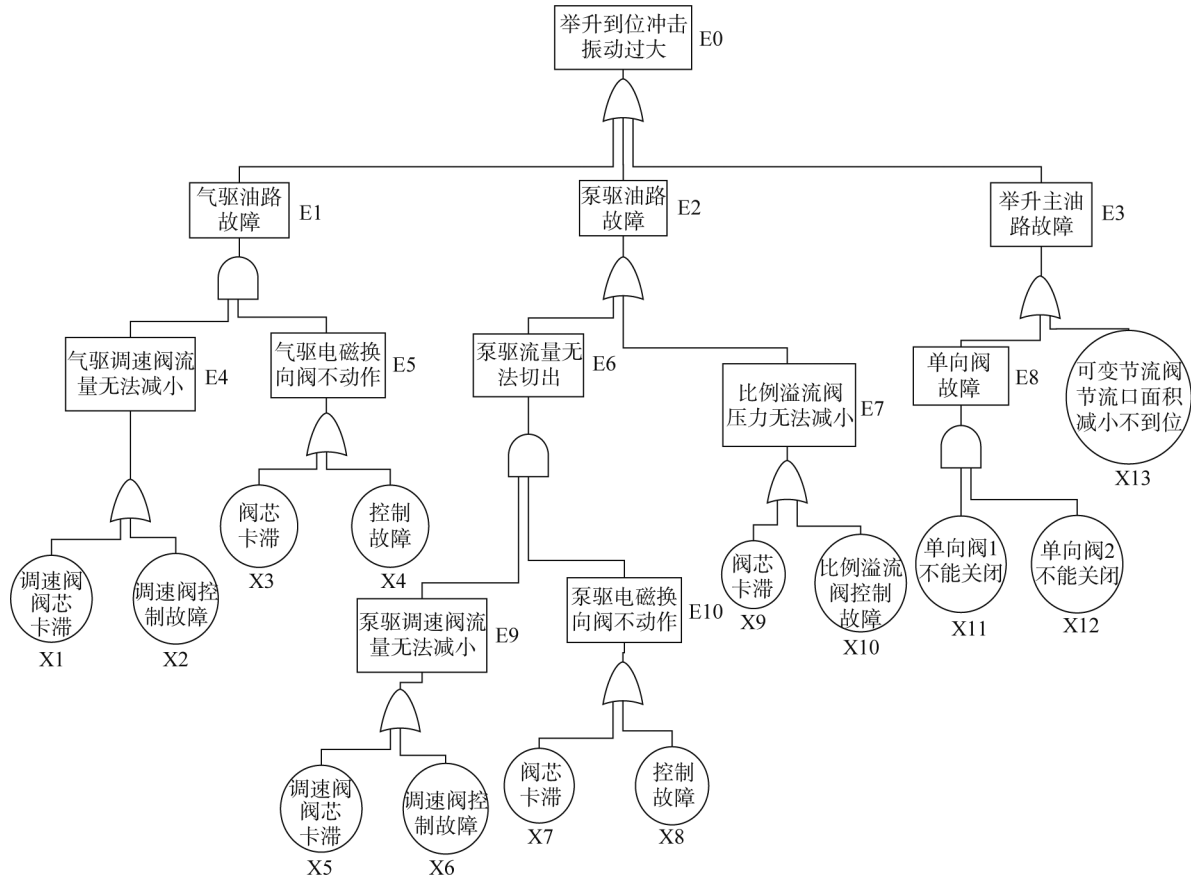 举升到位冲击
振动过大
E0
气驱油路
故障
E1
泵驱油路
故障
E2
举升主油
路故障
E3
气驱调速阀流
量无法减小
E4
气驱电磁换
向阀不动作
E5
泵驱流量无
法切出
E6
比例溢流阀
压力无法减小
E7
单向阀
故障
E8
可变节流阀
节流口面积
减小不到位
X13
调速阀
阀芯
卡滞
X1
调速阀控
制故障
X2
阀芯
卡滞
X3
控制
故障
X4
泵驱调速阀流
量无法减小
E9
泵驱电磁换
向阀不动作
E10
阀芯
卡滞
X9
比例溢流
阀控制
故障
X10
单向阀1
不能关闭
X11
单向阀2
不能关闭
X12
调速阀
阀芯
卡滞
X5
调速阀控
制故障
X6
阀芯
卡滞
X7
控制
故障
X8